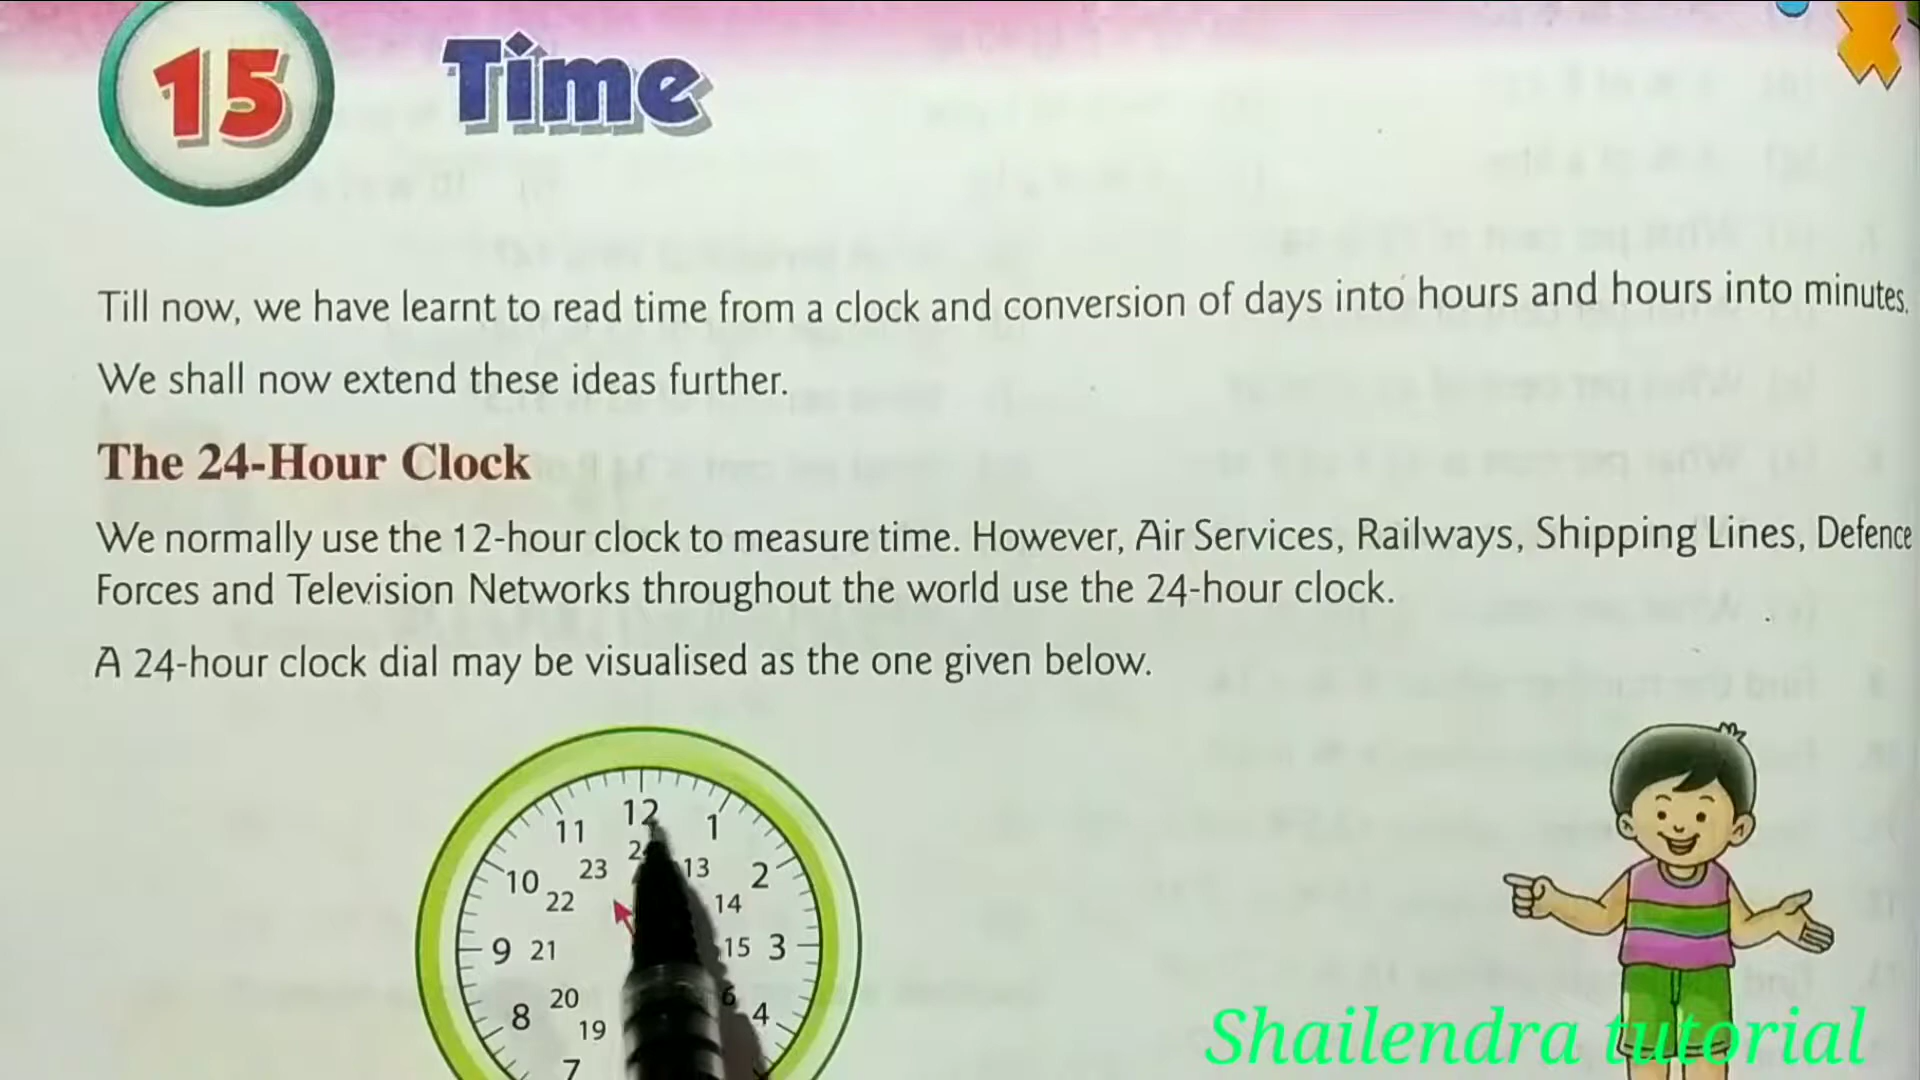 15 Time
Till now, we have learnt to read time from a clock and conversion of days into hours and hours into minutes.
We shall now extend these ideas further.
The 24-Hour Clock
We normally use the 12-hour clock to measure time. However, Air Services, Railways, Shipping Lines, Defence
Forces and Television Networks throughout the world use the 24-hour clock.
A 24-hour clock dial may be visualised as the one given below.
12
11 1
23 13
10 2
22 14
9 21 15 3
20
8 4
19
7
Shailendra tutorial